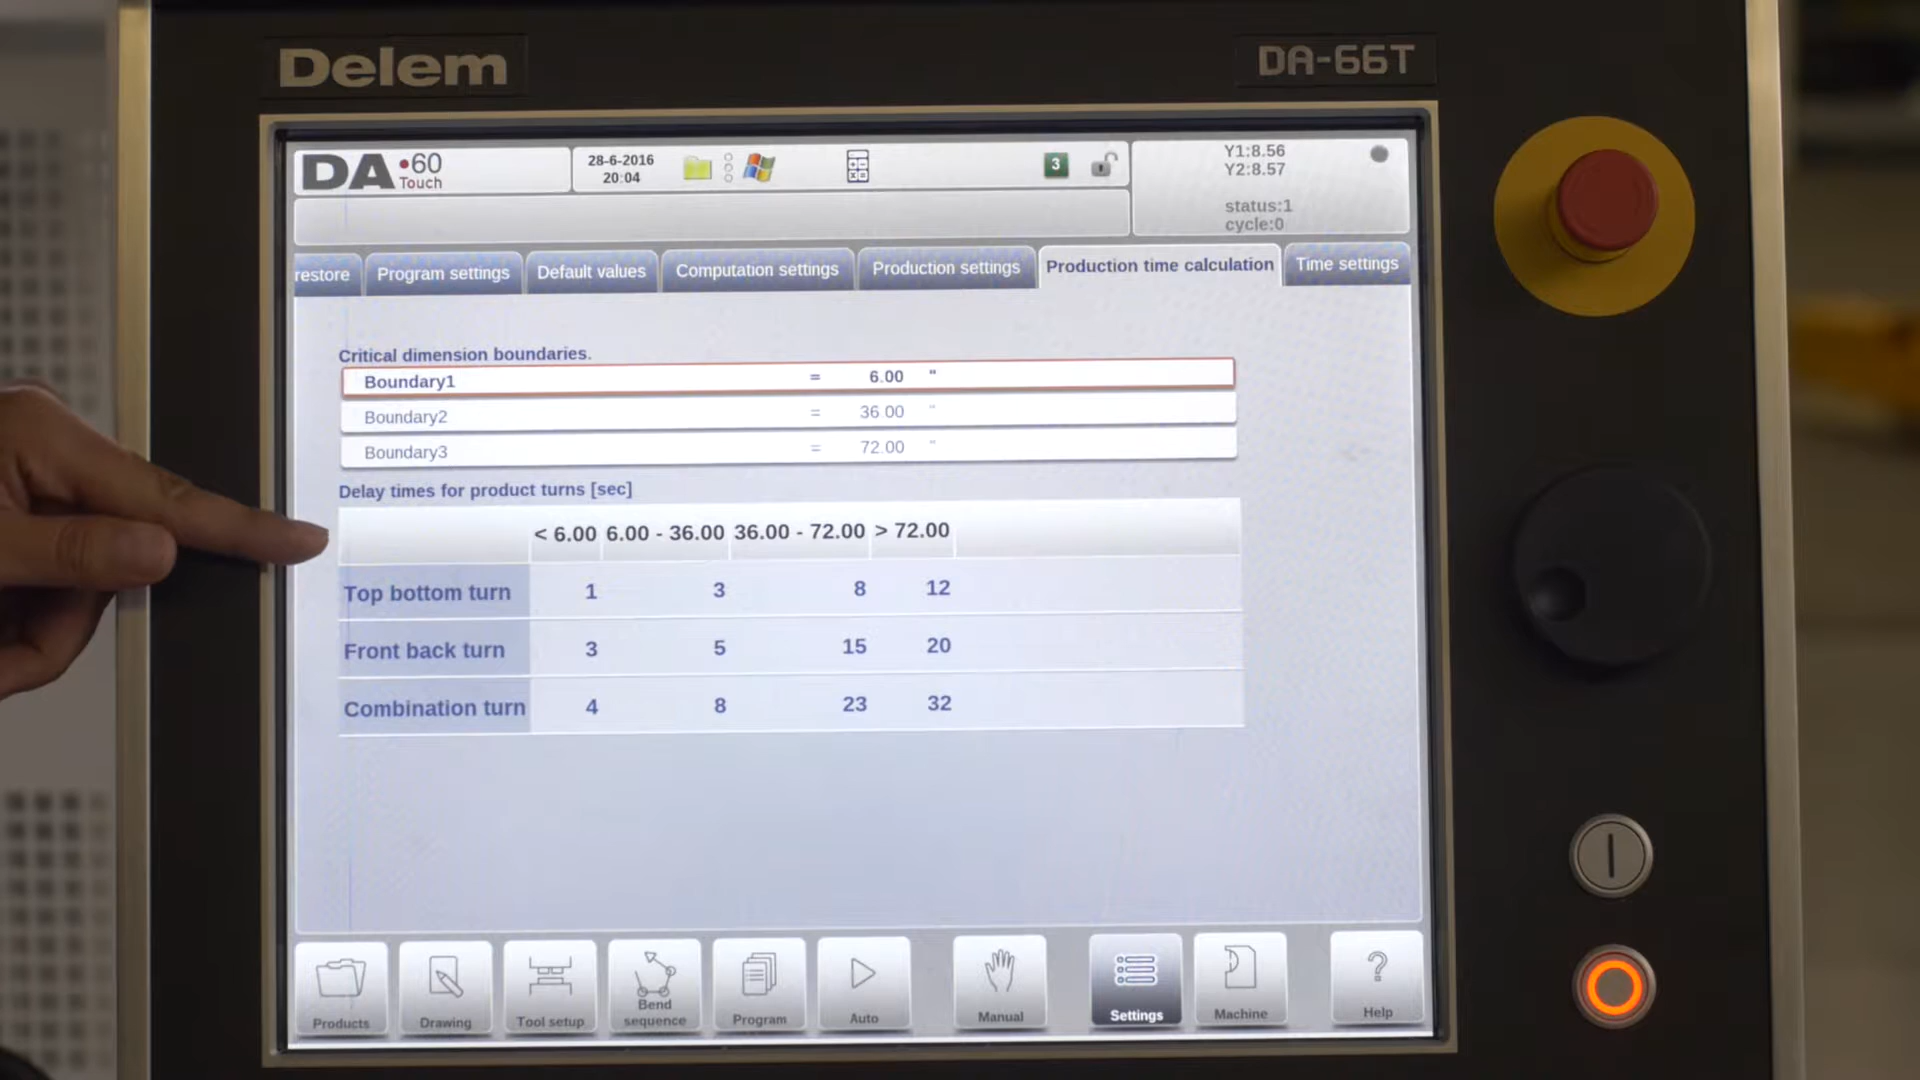 Delem
DA-66T
DA•60
Touch
28-6-2016
20:04
3
Y1:8.56
Y2:8.57
status:1
cycle:0
restore
Program settings
Default values
Computation settings
Production settings
Production time calculation
Time settings
Critical dimension boundaries.
Boundary1 = 6.00 "
Boundary2 = 36.00 "
Boundary3 = 72.00 "
Delay times for product turns [sec]
< 6.00 6.00 - 36.00 36.00 - 72.00 > 72.00
Top bottom turn 1 3 8 12
Front back turn 3 5 15 20
Combination turn 4 8 23 32
Products
Drawing
Tool setup
Bend
sequence
Program
Auto
Manual
Settings
Machine
?
Help